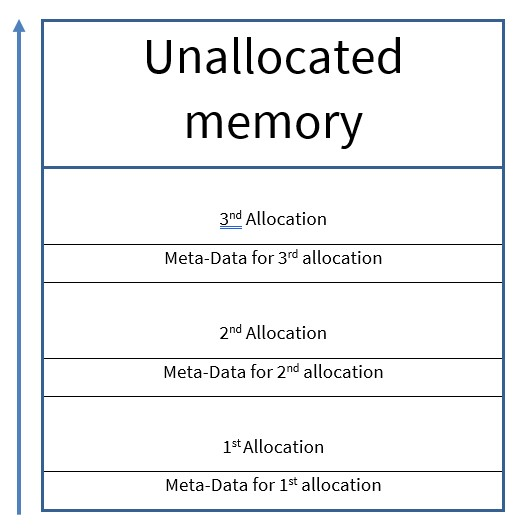 Unallocated
memory
3nd Allocation
Meta-Data for 3rd allocation
2nd Allocation
Meta-Data for 2nd allocation
1st Allocation
Meta-Data for 1st allocation